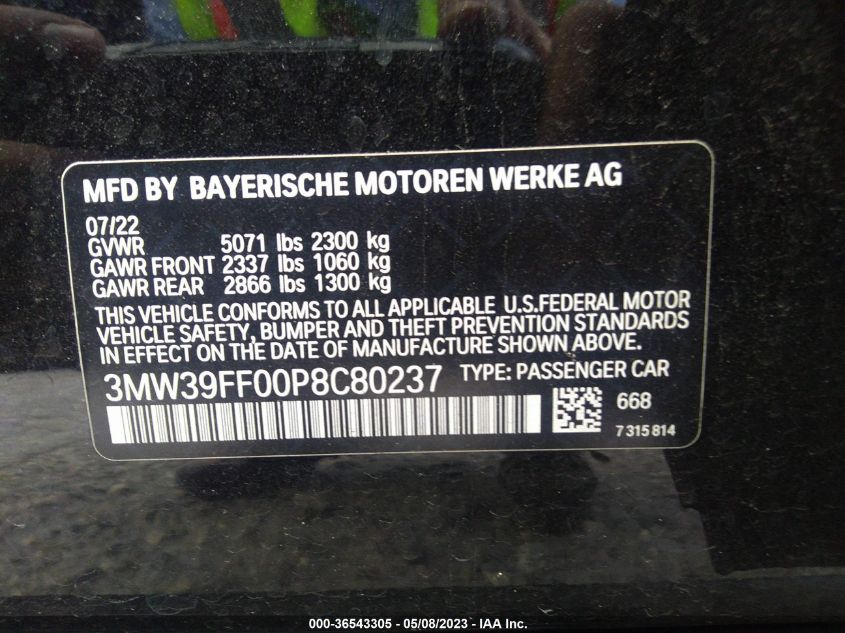 MFD BY BAYERISCHE MOTOREN WERKE AG
07/22
GVWR 5071 lbs 2300 kg
GAWR FRONT 2337 lbs 1060 kg
GAWR REAR 2866 lbs 1300 kg
THIS VEHICLE CONFORMS TO ALL APPLICABLE U.S.FEDERAL MOTOR
VEHICLE SAFETY, BUMPER AND THEFT PREVENTION STANDARDS
IN EFFECT ON THE DATE OF MANUFACTURE SHOWN ABOVE.
3MW39FF00P8C80237 TYPE: PASSENGER CAR
668
7 315 814
000-36543305 - 05/08/2023 - IAA Inc.